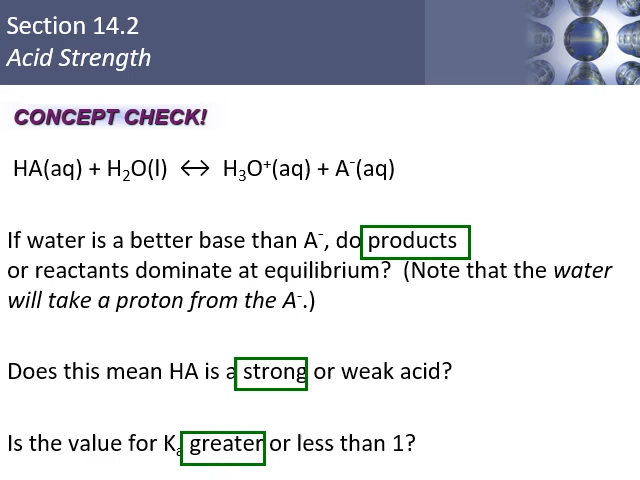 Section 14.2
Acid Strength
CONCEPT CHECK!
HA(aq) + H₂O(l) ↔ H₃O⁺(aq) + A⁻(aq)
If water is a better base than A⁻, do products
or reactants dominate at equilibrium? (Note that the water
will take a proton from the A⁻.)
Does this mean HA is a strong or weak acid?
Is the value for Kₐ greater or less than 1?